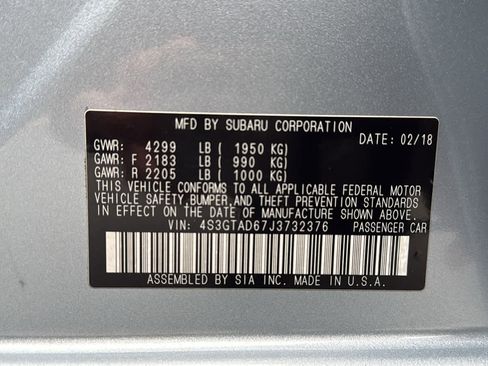 MFD BY SUBARU CORPORATION
DATE: 02/18
GVWR: 4299 LB ( 1950 KG)
GAWR: F 2183 LB ( 990 KG)
GAWR: R 2205 LB ( 1000 KG)
THIS VEHICLE CONFORMS TO ALL APPLICABLE FEDERAL MOTOR
VEHICLE SAFETY, BUMPER, AND THEFT PREVENTION STANDARDS
IN EFFECT ON THE DATE OF MANUFACTURE SHOWN ABOVE.
VIN: 4S3GTAD67J3732376 PASSENGER CAR
ASSEMBLED BY SIA INC. MADE IN U.S.A.